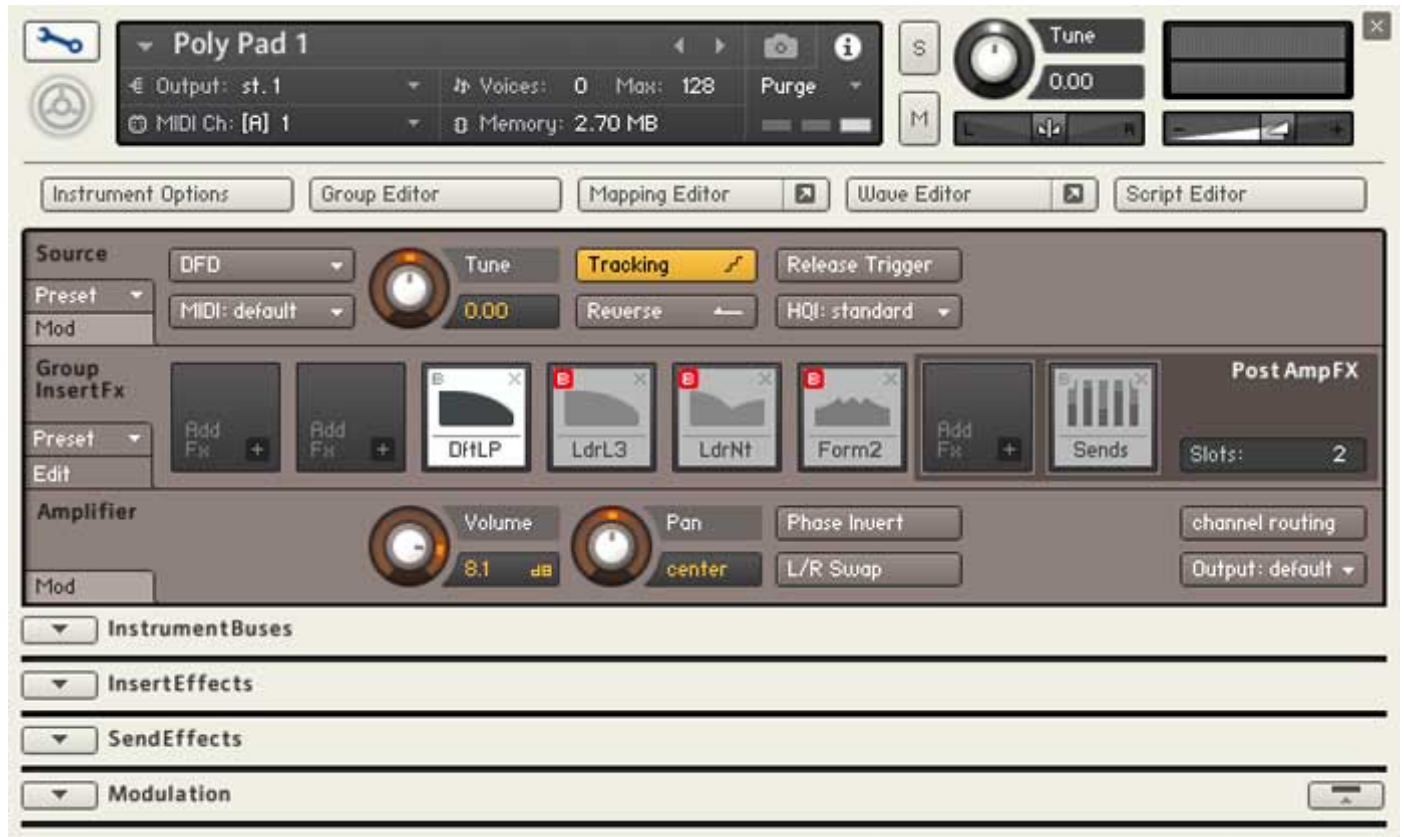 Poly Pad 1
Output: st. 1 Voices: 0 Max: 128 Purge
MIDI Ch: [A] 1 Memory: 2.70 MB
S
M
Tune
0.00
L R
- +
Instrument Options Group Editor Mapping Editor Wave Editor Script Editor
Source
Preset
Mod
DFD
MIDI: default
Tune
0.00
Tracking
Reverse
Release Trigger
HQI: standard
Group
InsertFx
Preset
Edit
Add
Fx +
Add
Fx +
B X
DftLP
B X
LdrL3
B X
LdrNt
B X
Form2
Add
Fx +
B X
Sends
Post AmpFX
Slots: 2
Amplifier
Mod
Volume
8.1 dB
Pan
center
Phase Invert
L/R Swap
channel routing
Output: default
InstrumentBuses
InsertEffects
SendEffects
Modulation